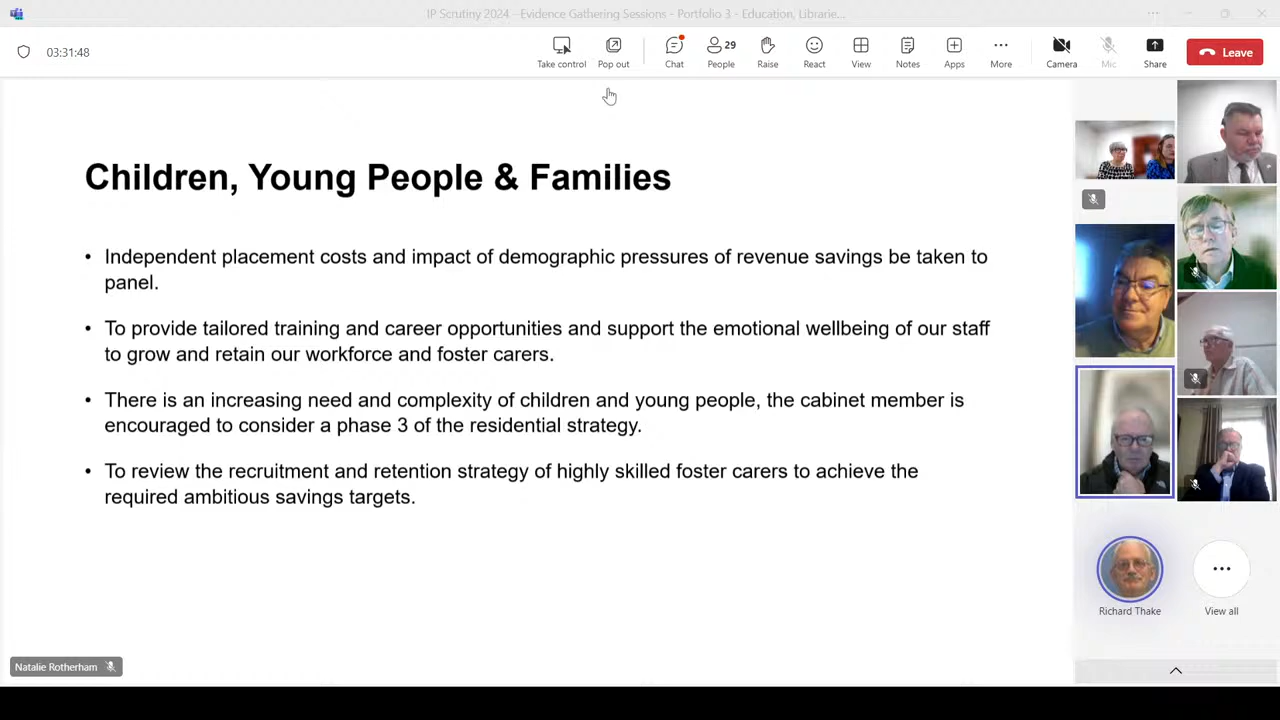 IP Scrutiny 2024 - Evidence Gathering Sessions - Portfolio 3 - Education, Librarie...
03:31:48
Take control
Pop out
Chat
29
People
Raise
React
View
Notes
Apps
More
Camera
Mic
Share
Leave
Children, Young People & Families
• Independent placement costs and impact of demographic pressures of revenue savings be taken to
panel.
• To provide tailored training and career opportunities and support the emotional wellbeing of our staff
to grow and retain our workforce and foster carers.
• There is an increasing need and complexity of children and young people, the cabinet member is
encouraged to consider a phase 3 of the residential strategy.
• To review the recruitment and retention strategy of highly skilled foster carers to achieve the
required ambitious savings targets.
Richard Thake
View all
Natalie Rotherham